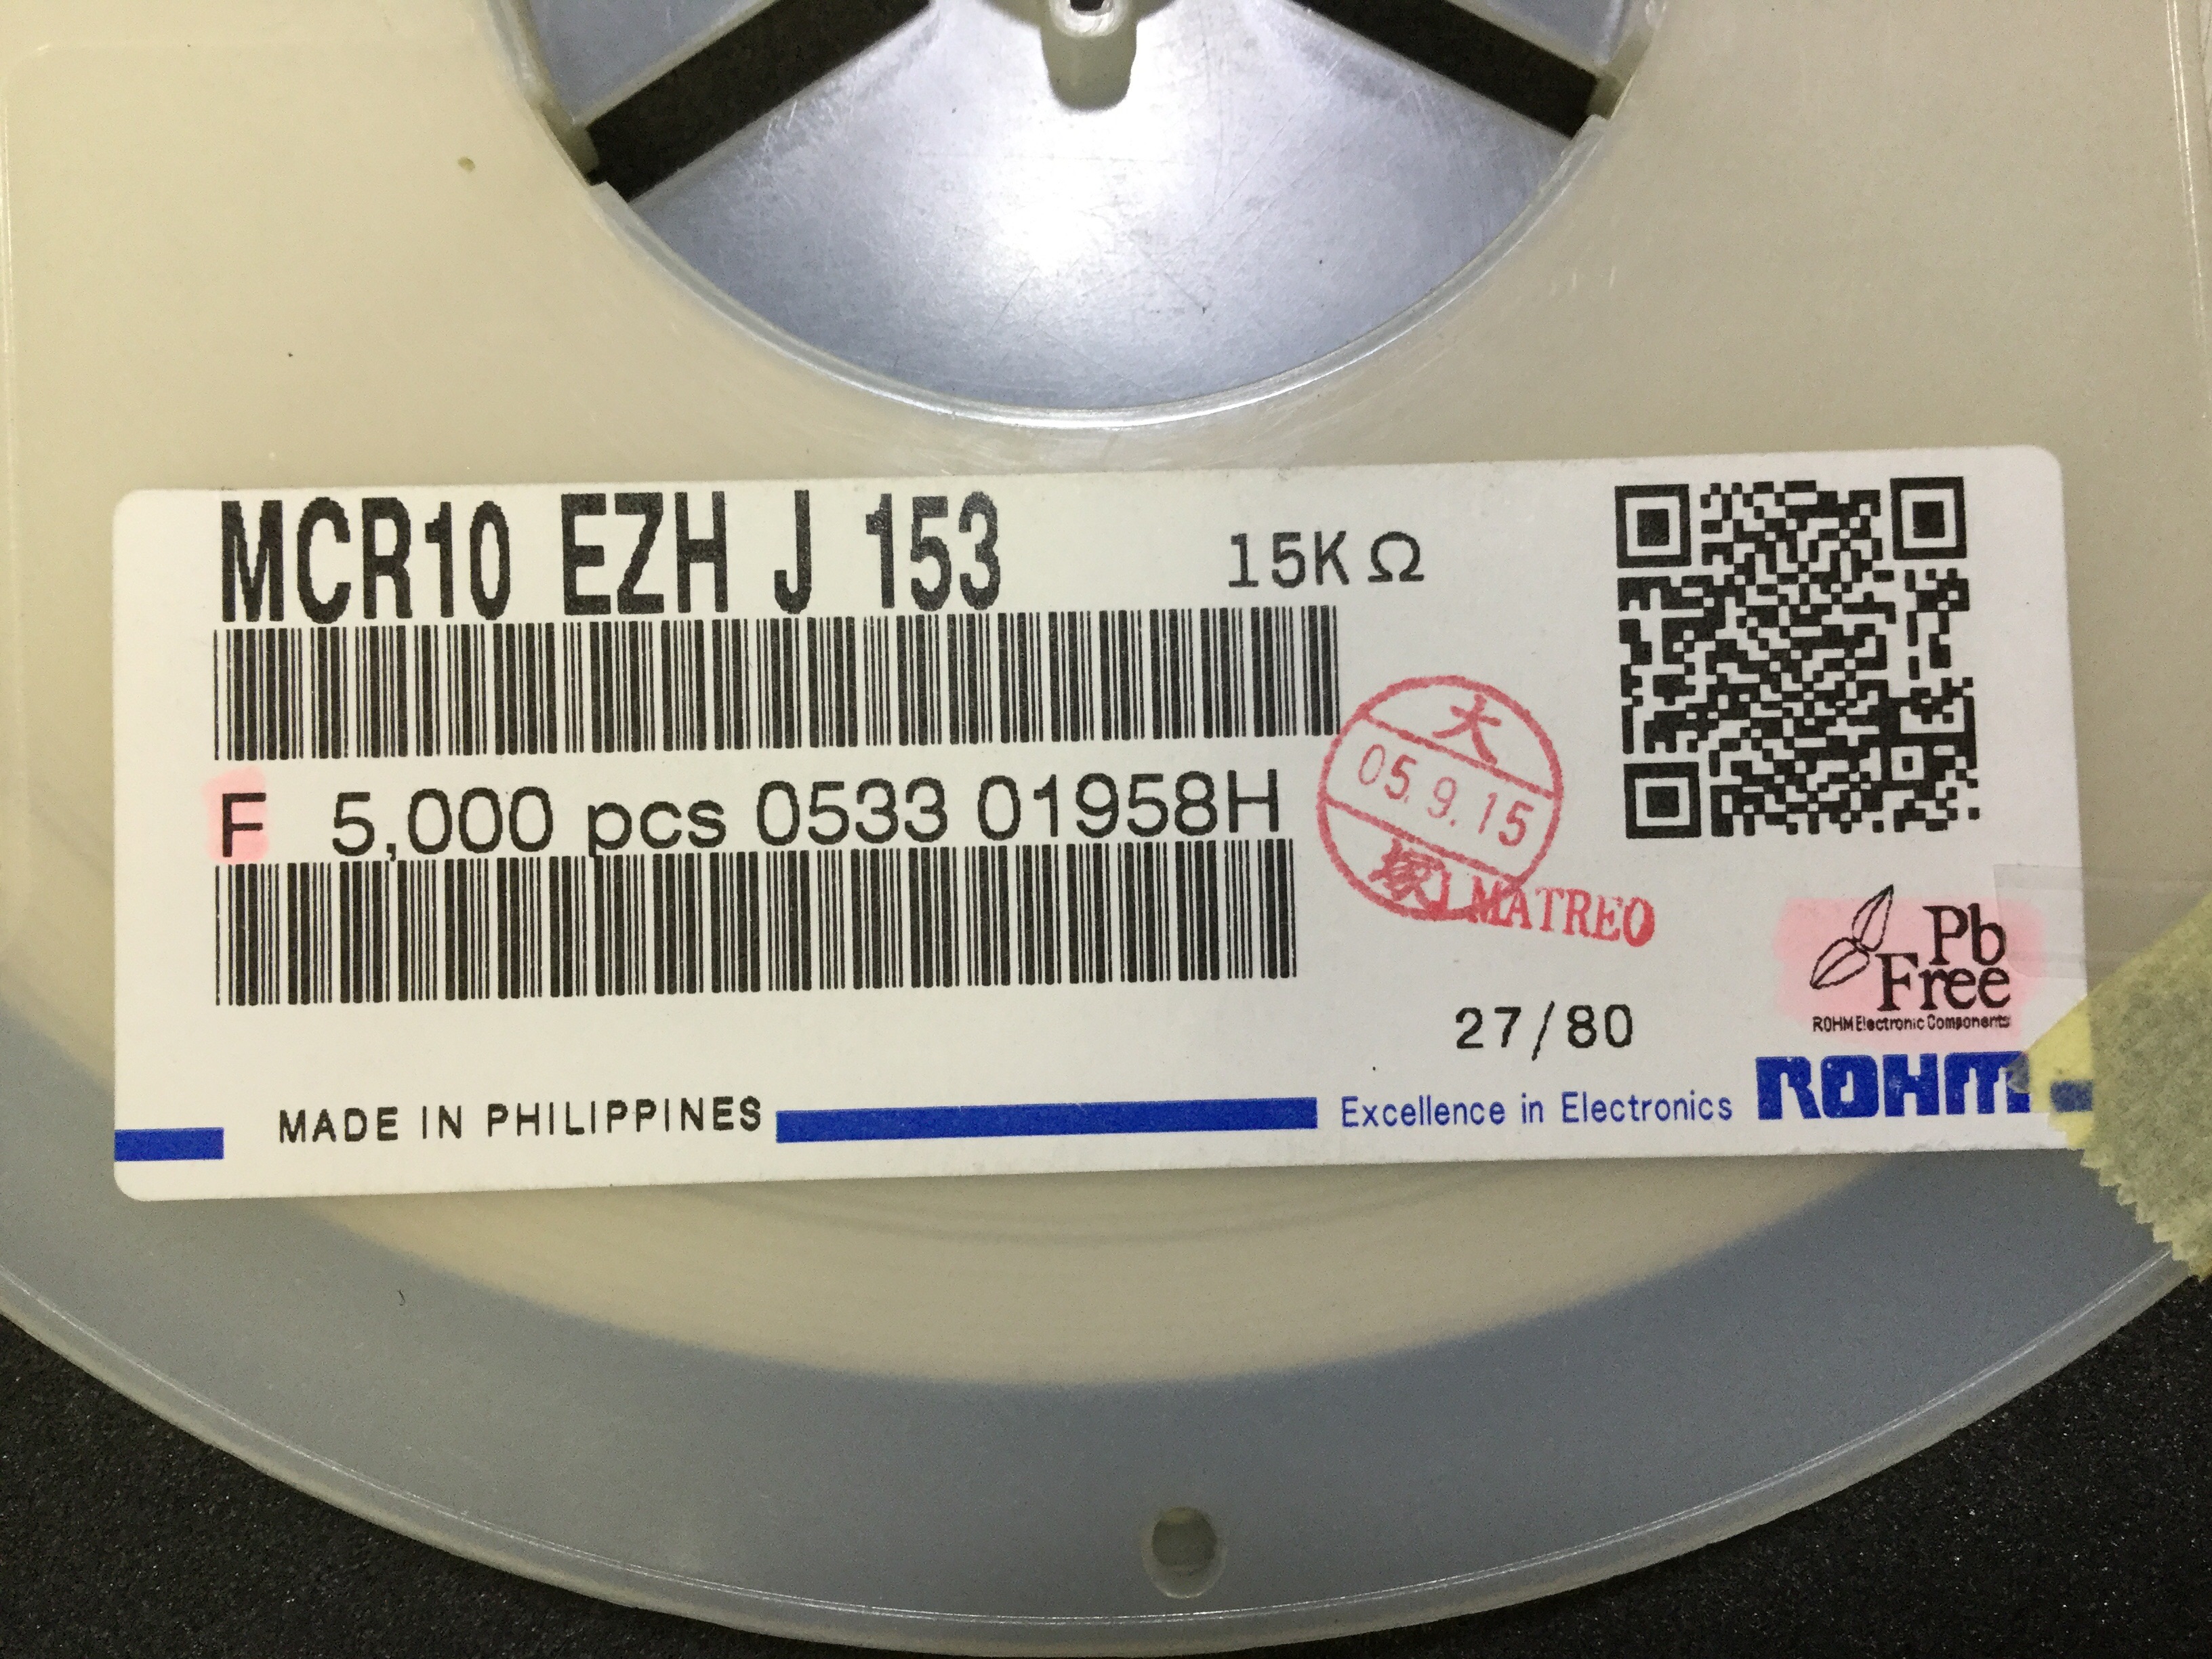 MCR10 EZH J 153 15KΩ
F 5,000 pcs 0533 01958H
大
05.9.15
塚
MATREO
Pb
Free
ROHM Electronic Components
27/80
MADE IN PHILIPPINES
Excellence in Electronics ROHM